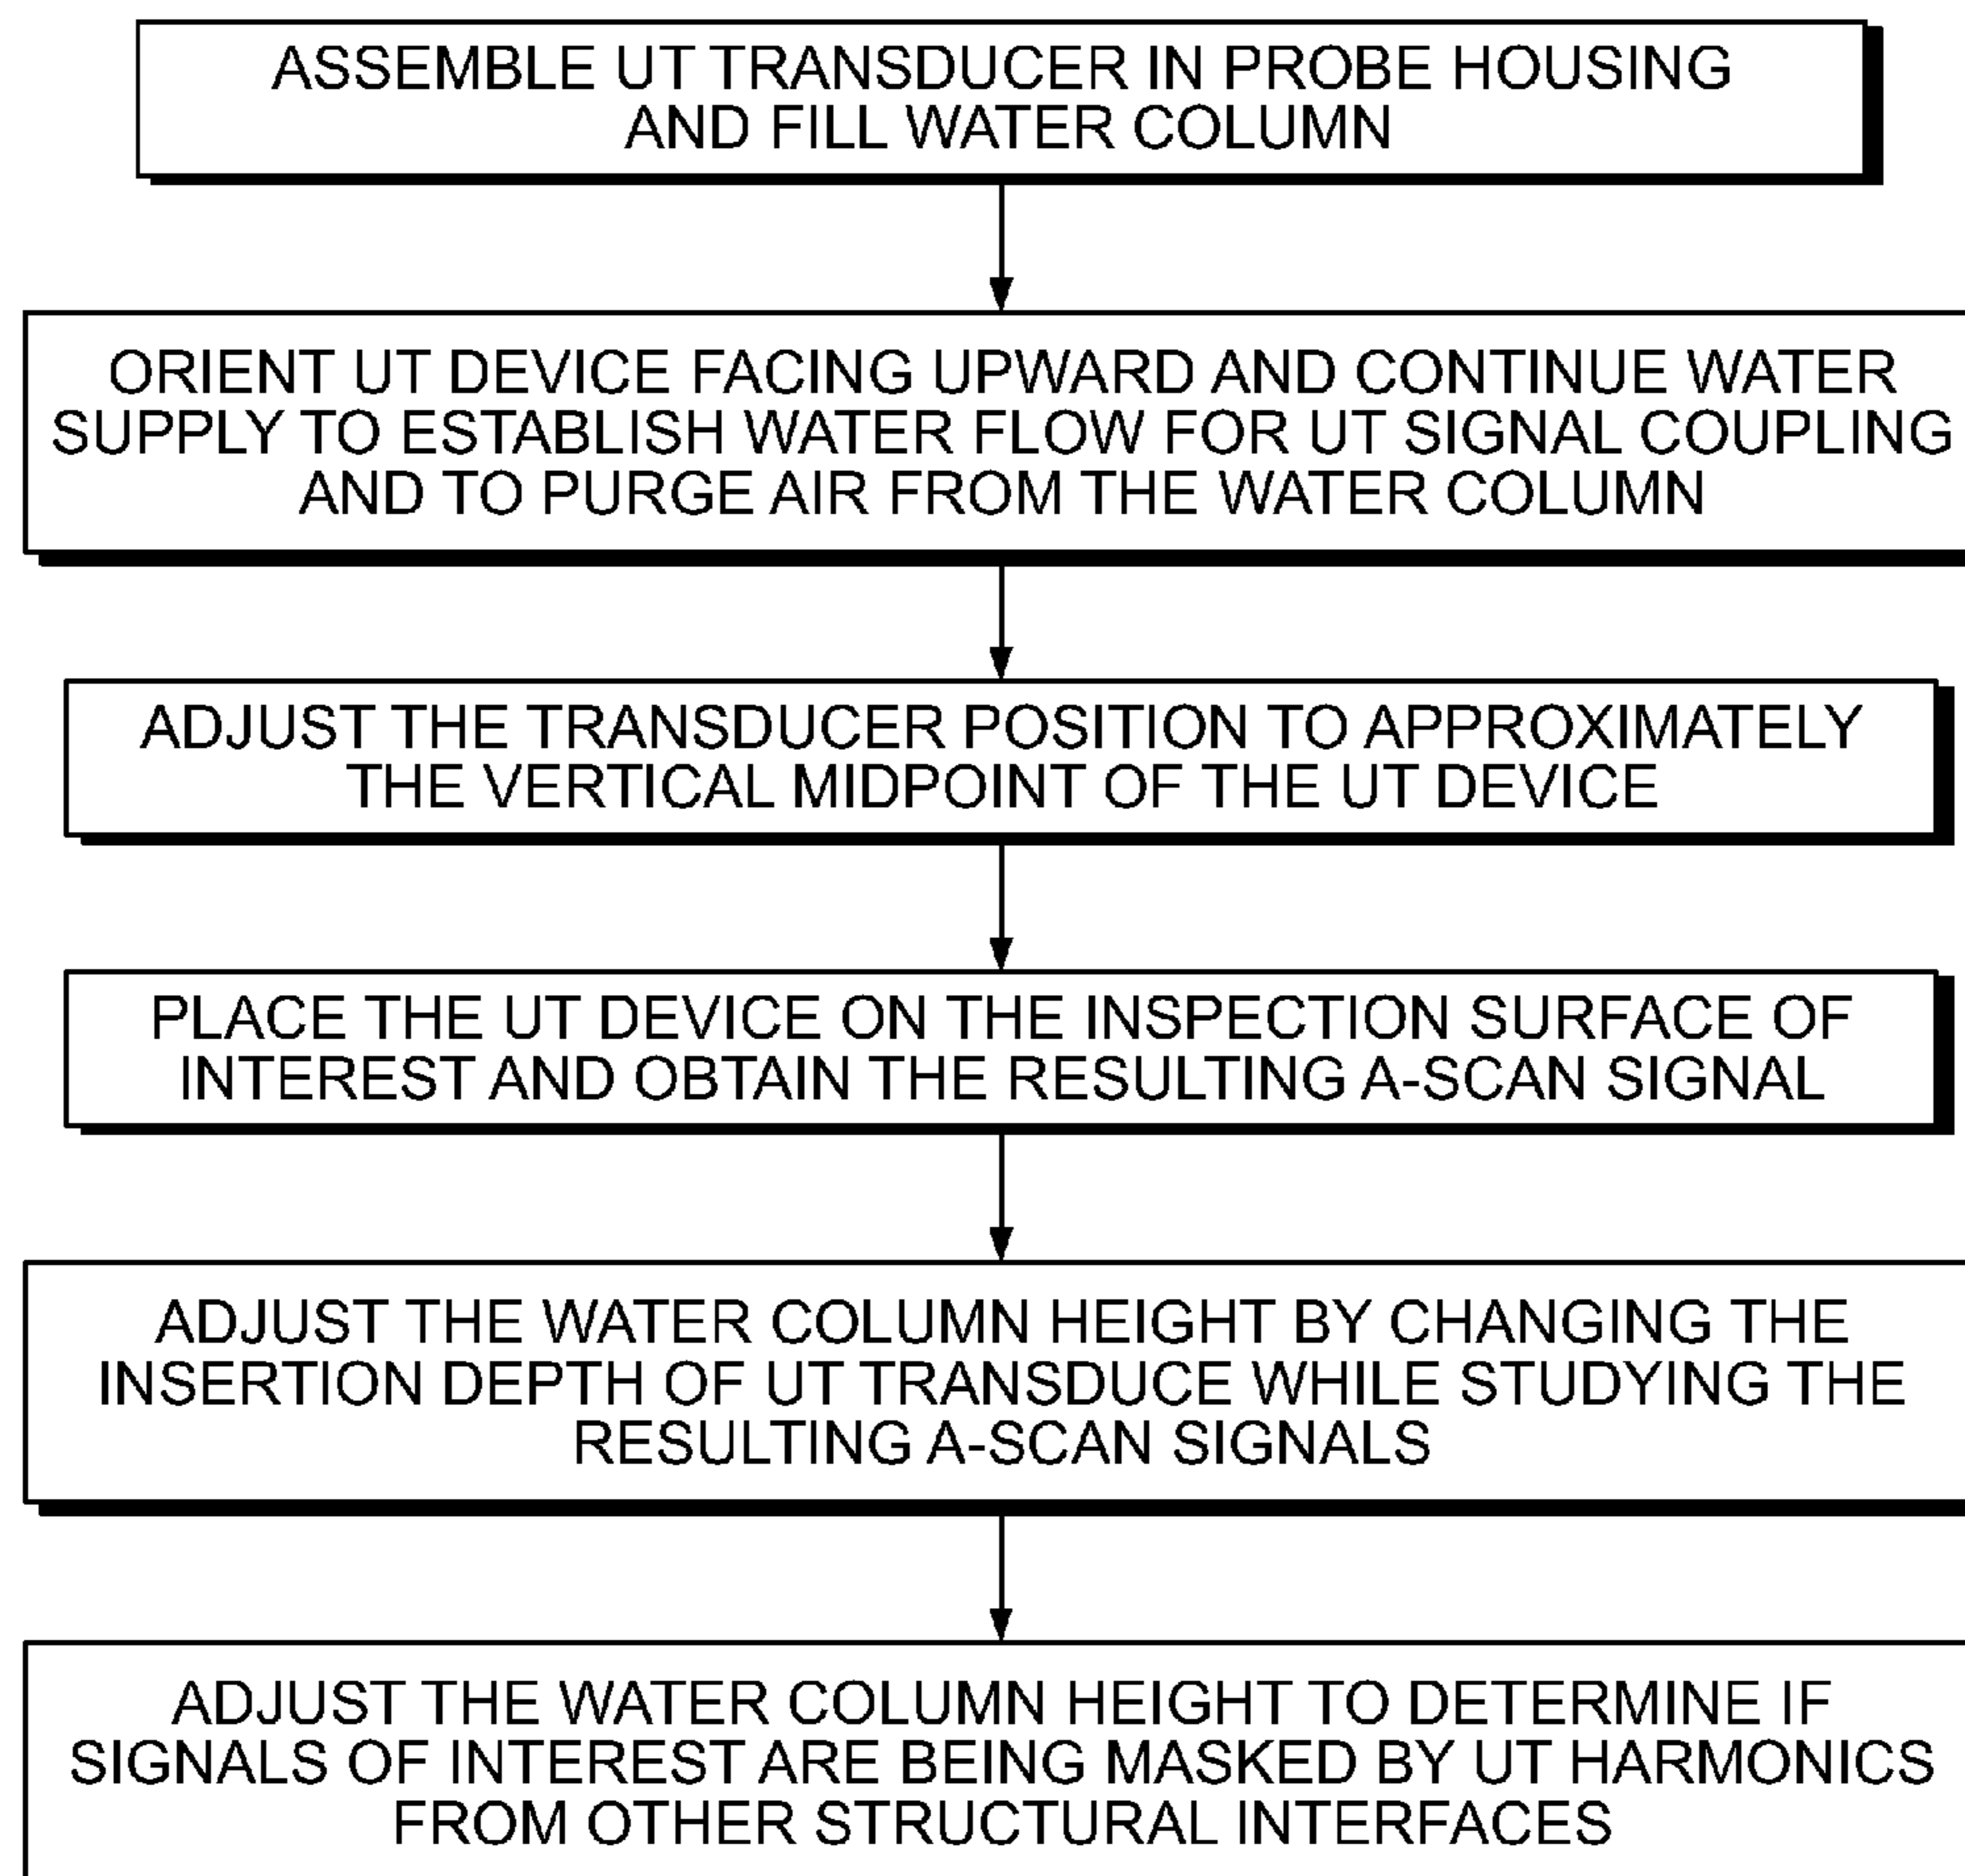 ASSEMBLE UT TRANSDUCER IN PROBE HOUSING
AND FILL WATER COLUMN
ORIENT UT DEVICE FACING UPWARD AND CONTINUE WATER
SUPPLY TO ESTABLISH WATER FLOW FOR UT SIGNAL COUPLING
AND TO PURGE AIR FROM THE WATER COLUMN
ADJUST THE TRANSDUCER POSITION TO APPROXIMATELY
THE VERTICAL MIDPOINT OF THE UT DEVICE
PLACE THE UT DEVICE ON THE INSPECTION SURFACE OF
INTEREST AND OBTAIN THE RESULTING A-SCAN SIGNAL
ADJUST THE WATER COLUMN HEIGHT BY CHANGING THE
INSERTION DEPTH OF UT TRANSDUCE WHILE STUDYING THE
RESULTING A-SCAN SIGNALS
ADJUST THE WATER COLUMN HEIGHT TO DETERMINE IF
SIGNALS OF INTEREST ARE BEING MASKED BY UT HARMONICS
FROM OTHER STRUCTURAL INTERFACES